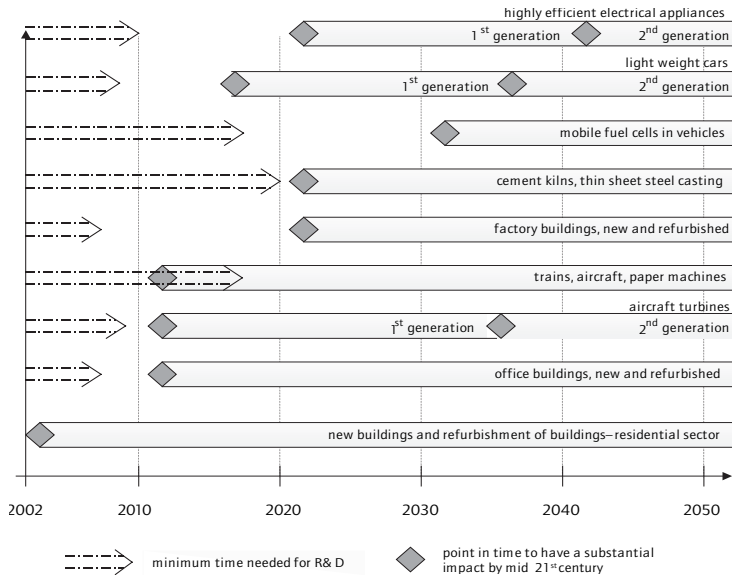 highly efficient electrical appliances
1st generation 2nd generation
light weight cars
1st generation 2nd generation
mobile fuel cells in vehicles
cement kilns, thin sheet steel casting
factory buildings, new and refurbished
trains, aircraft, paper machines
aircraft turbines
1st generation 2nd generation
office buildings, new and refurbished
new buildings and refurbishment of buildings–residential sector
2002 2010 2020 2030 2040 2050
minimum time needed for R& D
point in time to have a substantial
impact by mid 21st century